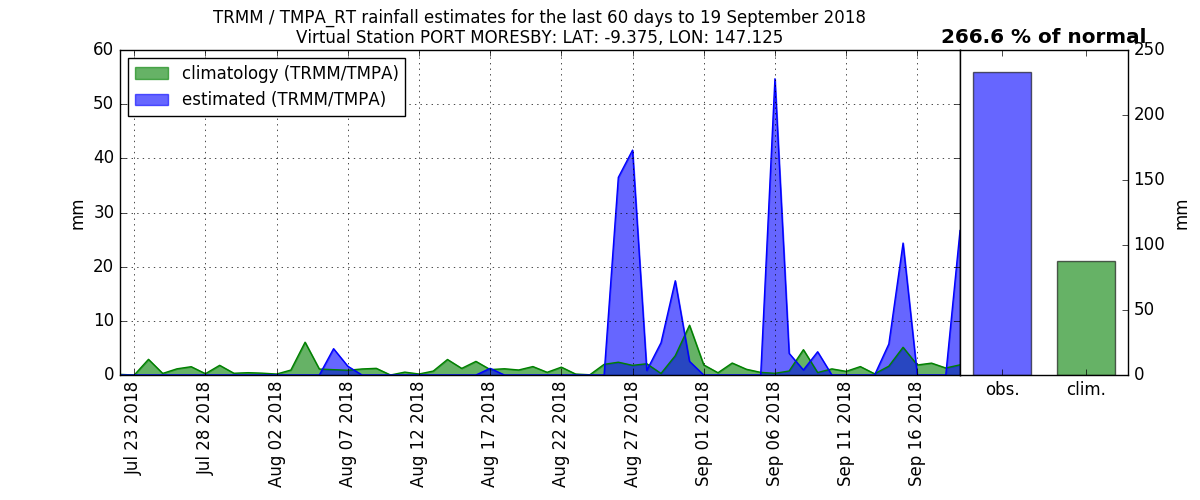 TRMM / TMPA_RT rainfall estimates for the last 60 days to 19 September 2018
Virtual Station PORT MORESBY: LAT: -9.375, LON: 147.125
266.6 % of normal
climatology (TRMM/TMPA)
estimated (TRMM/TMPA)
60
50
40
30
20
10
0
mm
Jul 23 2018
Jul 28 2018
Aug 02 2018
Aug 07 2018
Aug 12 2018
Aug 17 2018
Aug 22 2018
Aug 27 2018
Sep 01 2018
Sep 06 2018
Sep 11 2018
Sep 16 2018
250
200
150
100
50
0
mm
obs.
clim.